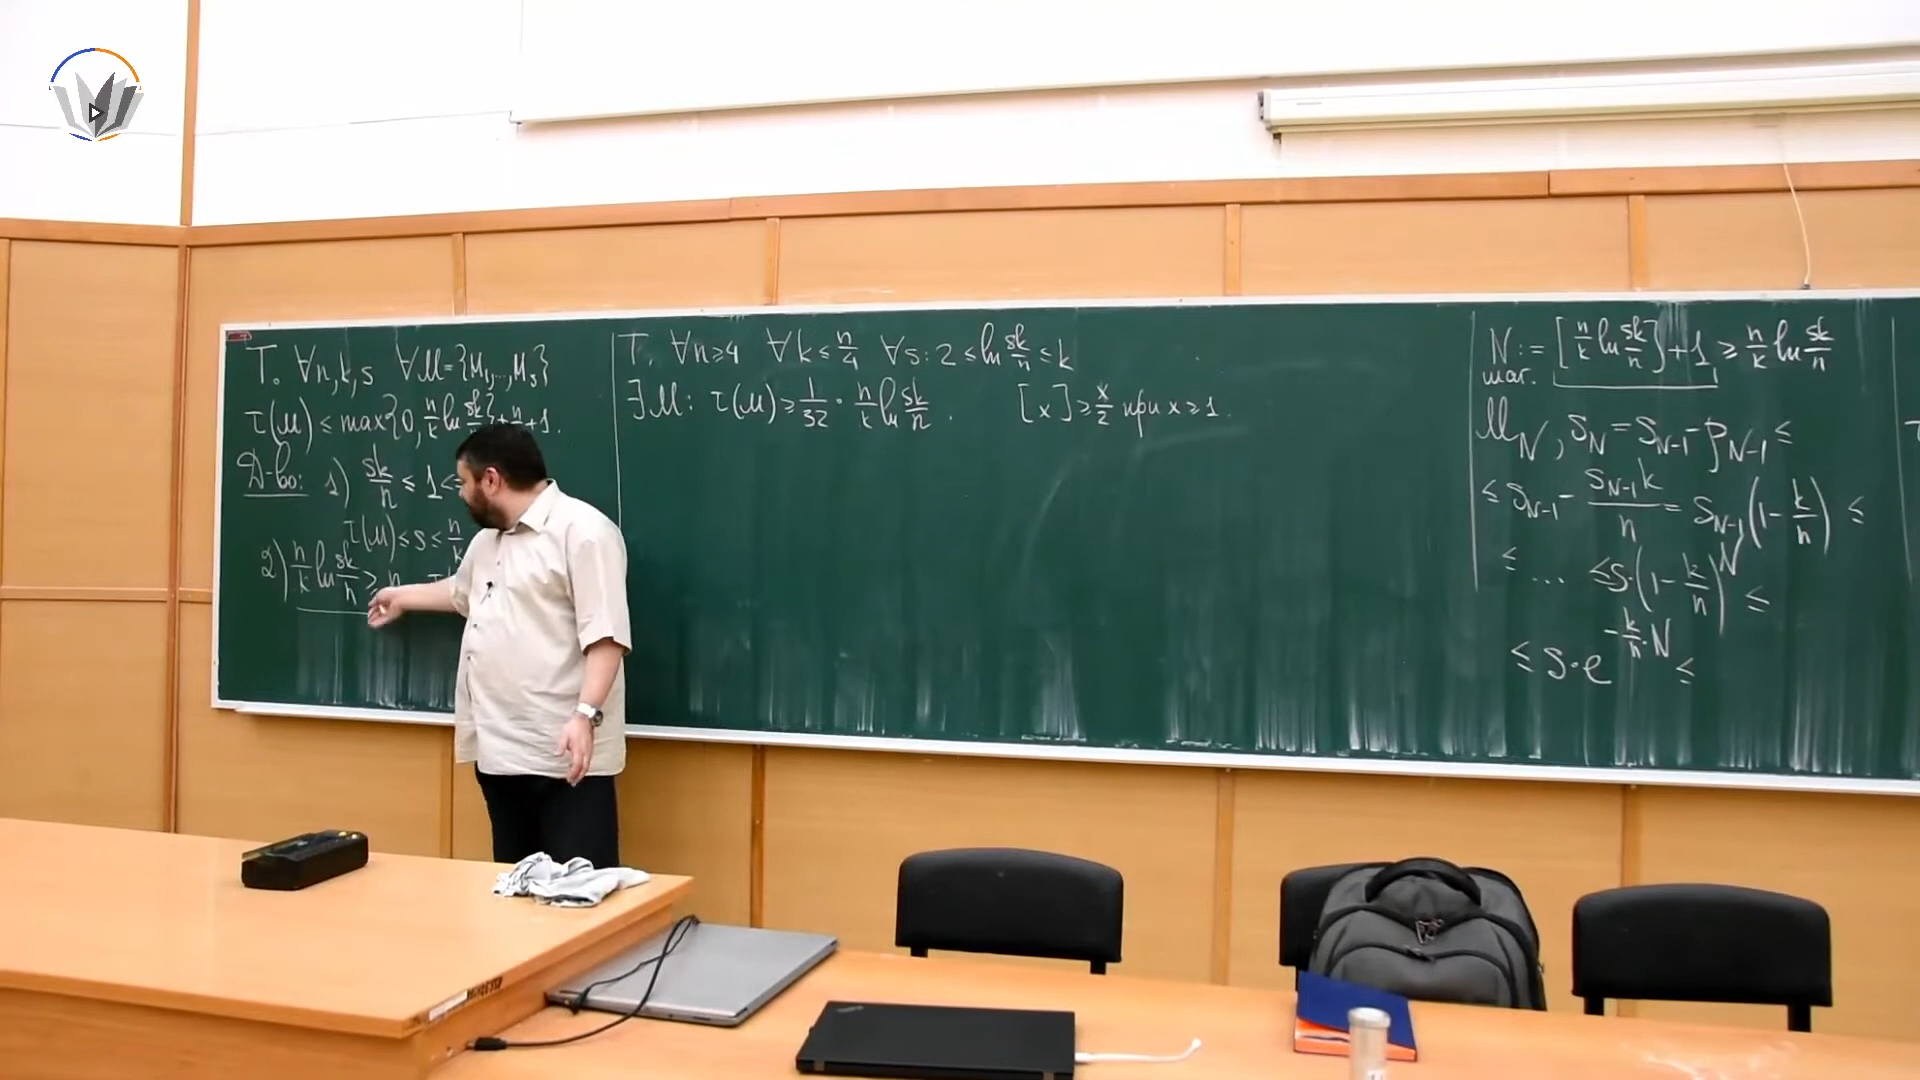 Т. ∀n,k,s ∀M={M₁,...,M_s}
τ(M) ≤ max{0, n/k ln sk/n} + n/k + 1.
Д-во: 1) sk/n ≤ 1 <=
τ(M) ≤ s ≤ n/k
2) n/k ln sk/n ≥ n
Т. ∀n≥4 ∀k ≤ n/4 ∀s: 2 ≤ ln sk/n ≤ k
∃M: τ(M) ≥ 1/32 · n/k ln sk/n.
[x] ≥ x/2 при x ≥ 1.
N := [n/k ln sk/n] + 1 ≥ n/k ln sk/n
шаг.
M_N, s_N = s_{N-1} - ρ_{N-1} ≤
≤ s_{N-1} - s_{N-1}k/n = s_{N-1}(1 - k/n) ≤
≤ ... ≤ s·(1 - k/n)^N ≤
≤ s·e^{-k/n·N} ≤